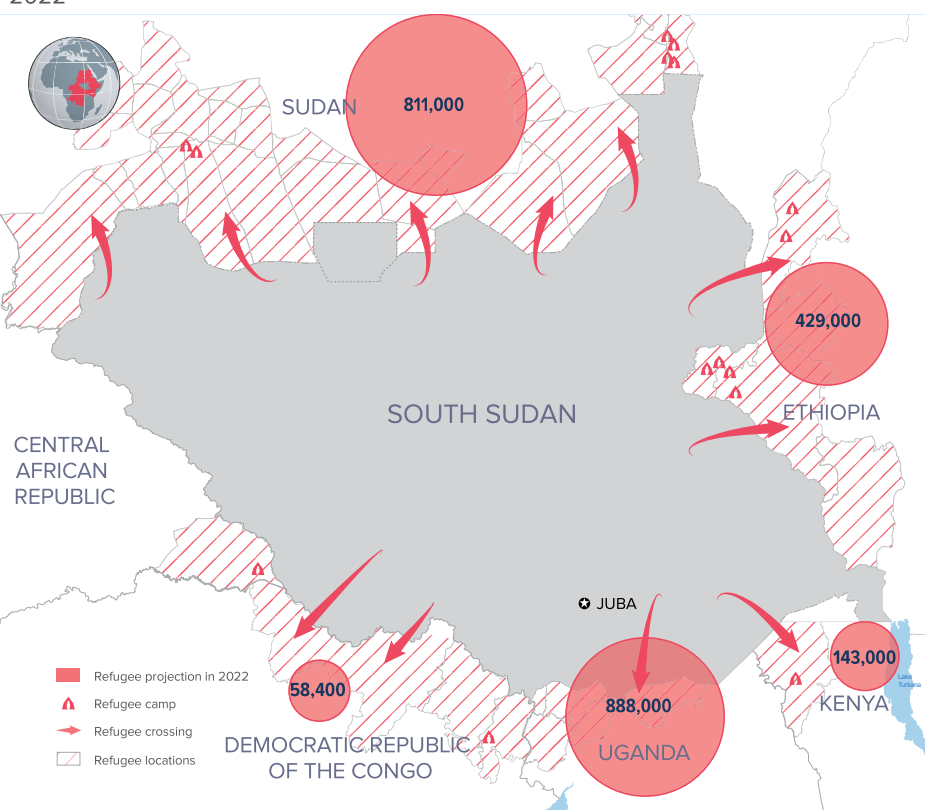 2022
SUDAN
811,000
429,000
SOUTH SUDAN
ETHIOPIA
CENTRAL
AFRICAN
REPUBLIC
JUBA
143,000
Lake
Turkana
KENYA
58,400
888,000
UGANDA
DEMOCRATIC REPUBLIC
OF THE CONGO
Refugee projection in 2022
Refugee camp
Refugee crossing
Refugee locations